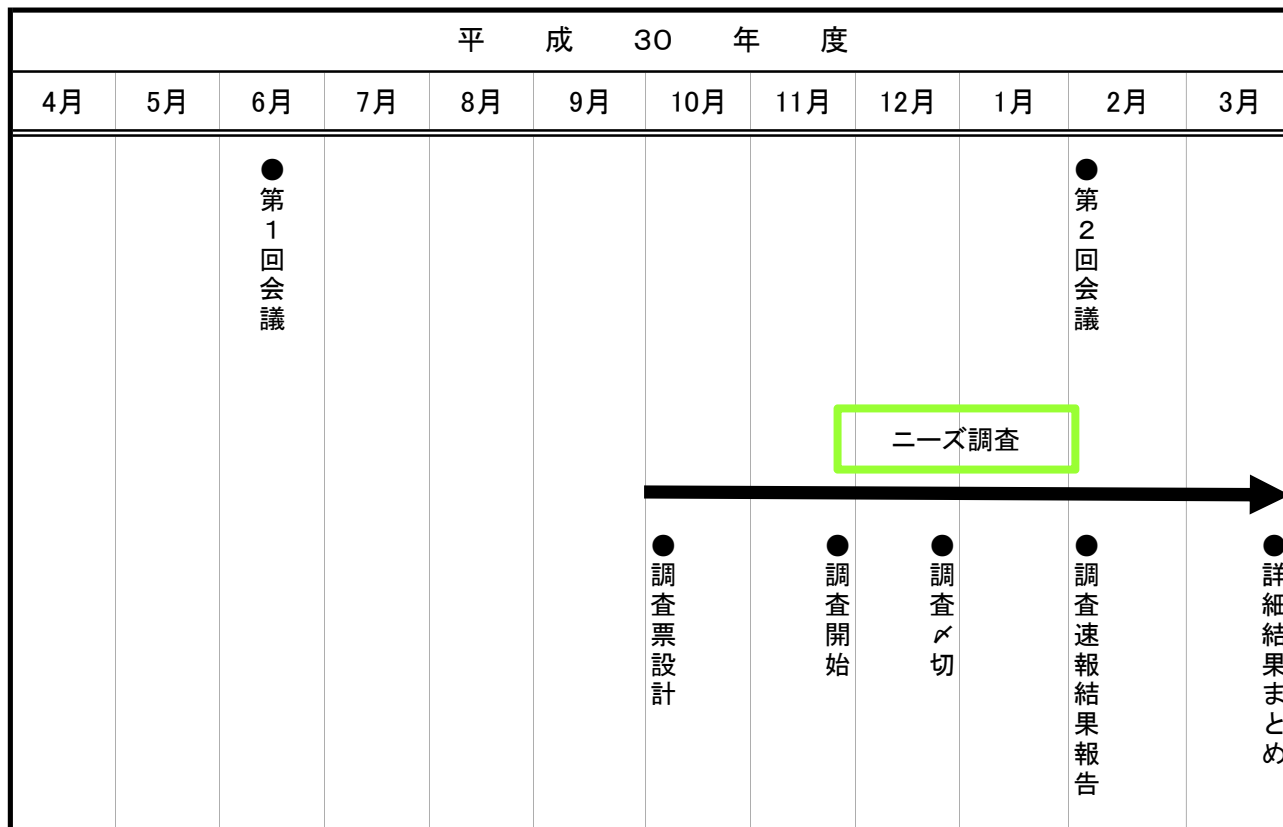 平成30年度
4月 5月 6月 7月 8月 9月 10月 11月 12月 1月 2月 3月
●第1回会議
●第2回会議
ニーズ調査
●調査票設計
●調査開始
●調査〆切
●調査速報結果報告
●詳細結果まとめ